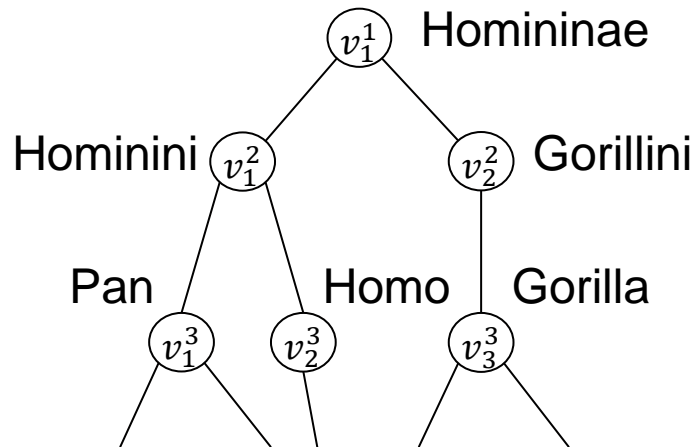 v_1^1 Homininae
Hominini v_1^2 v_2^2 Gorillini
Pan Homo Gorilla
v_1^3 v_2^3 v_3^3